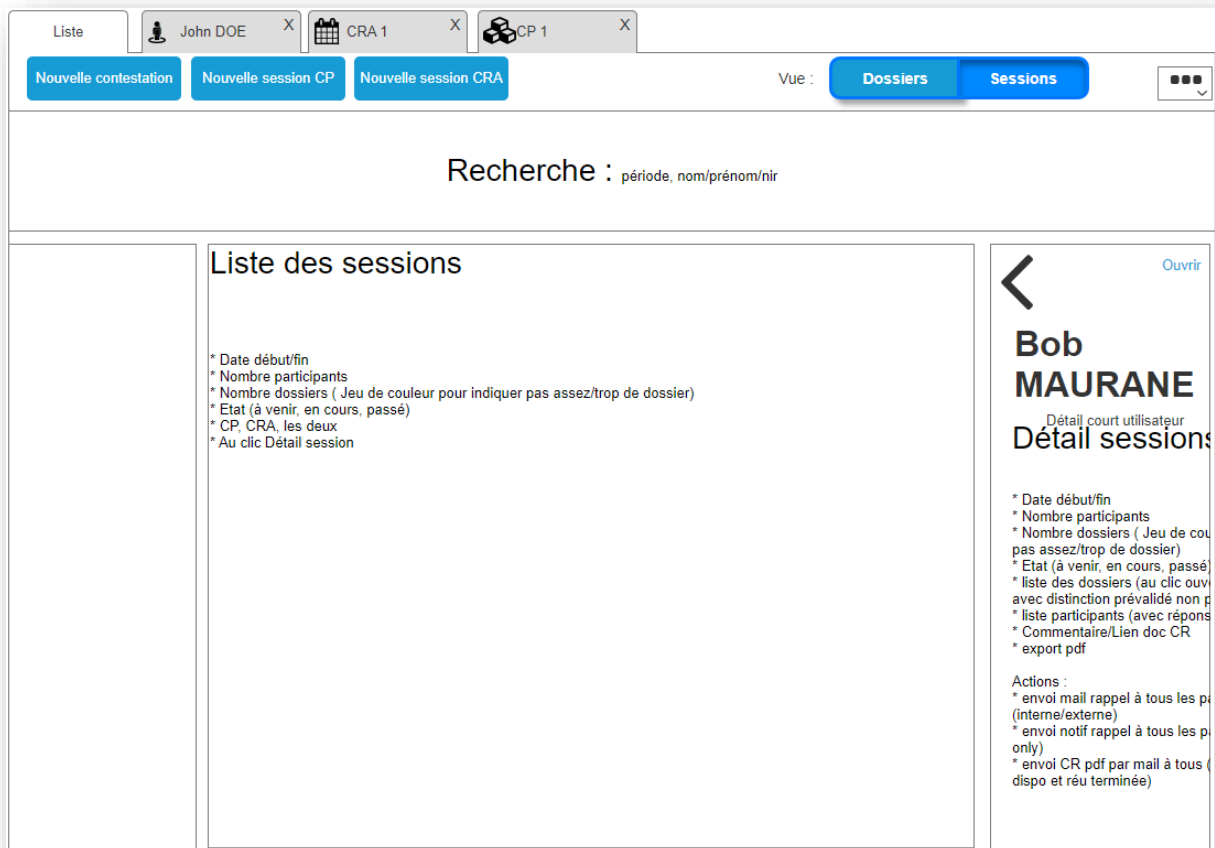 Liste
John DOE X
CRA 1 X
CP 1 X
Nouvelle contestation
Nouvelle session CP
Nouvelle session CRA
Vue :
Dossiers
Sessions
Recherche : période, nom/prénom/nir
Liste des sessions
* Date début/fin
* Nombre participants
* Nombre dossiers ( Jeu de couleur pour indiquer pas assez/trop de dossier)
* Etat (à venir, en cours, passé)
* CP, CRA, les deux
* Au clic Détail session
Ouvrir
Bob
MAURANE
Détail court utilisateur
Détail sessions
* Date début/fin
* Nombre participants
* Nombre dossiers ( Jeu de cou
pas assez/trop de dossier)
* Etat (à venir, en cours, passé)
* liste des dossiers (au clic ouv
avec distinction prévalidé non p
* liste participants (avec répons
* Commentaire/Lien doc CR
* export pdf
Actions :
* envoi mail rappel à tous les pa
(interne/externe)
* envoi notif rappel à tous les pa
only)
* envoi CR pdf par mail à tous (
dispo et réu terminée)